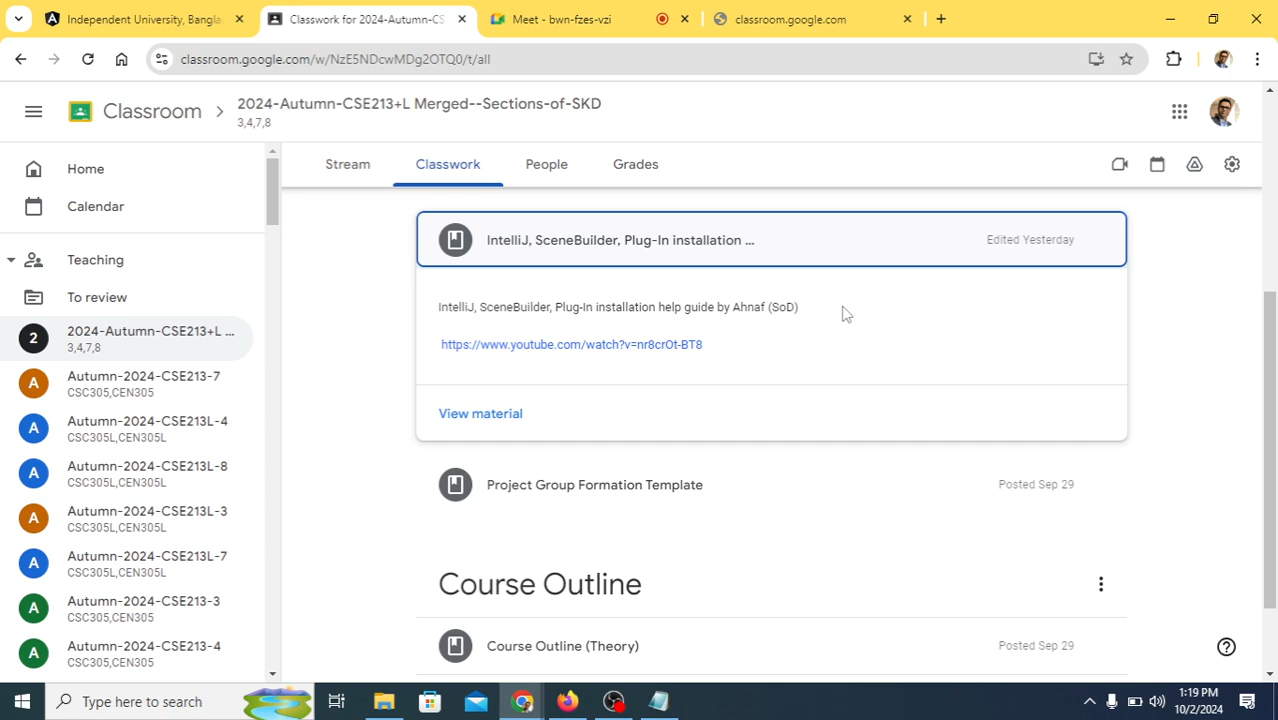 Independent University, Bangla
Classwork for 2024-Autumn-CS
Meet - bwn-fzes-vzi
classroom.google.com
classroom.google.com/w/NzE5NDcwMDg2OTQ0/t/all
Classroom
2024-Autumn-CSE213+L Merged--Sections-of-SKD
3,4,7,8
Home
Calendar
Teaching
To review
2
2024-Autumn-CSE213+L ...
3,4,7,8
A
Autumn-2024-CSE213-7
CSC305,CEN305
A
Autumn-2024-CSE213L-4
CSC305L,CEN305L
A
Autumn-2024-CSE213L-8
CSC305L,CEN305L
A
Autumn-2024-CSE213L-3
CSC305L,CEN305L
A
Autumn-2024-CSE213L-7
CSC305L,CEN305L
A
Autumn-2024-CSE213-3
CSC305,CEN305
A
Autumn-2024-CSE213-4
CSC305,CEN305
Stream
Classwork
People
Grades
IntelliJ, SceneBuilder, Plug-In installation ...
Edited Yesterday
IntelliJ, SceneBuilder, Plug-In installation help guide by Ahnaf (SoD)
https://www.youtube.com/watch?v=nr8crOt-BT8
View material
Project Group Formation Template
Posted Sep 29
Course Outline
Course Outline (Theory)
Posted Sep 29
Type here to search
1:19 PM
10/2/2024